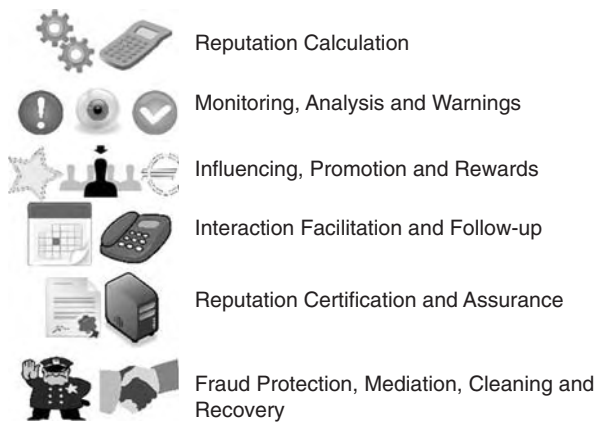 Reputation Calculation
Monitoring, Analysis and Warnings
Influencing, Promotion and Rewards
Interaction Facilitation and Follow-up
Reputation Certification and Assurance
Fraud Protection, Mediation, Cleaning and
Recovery